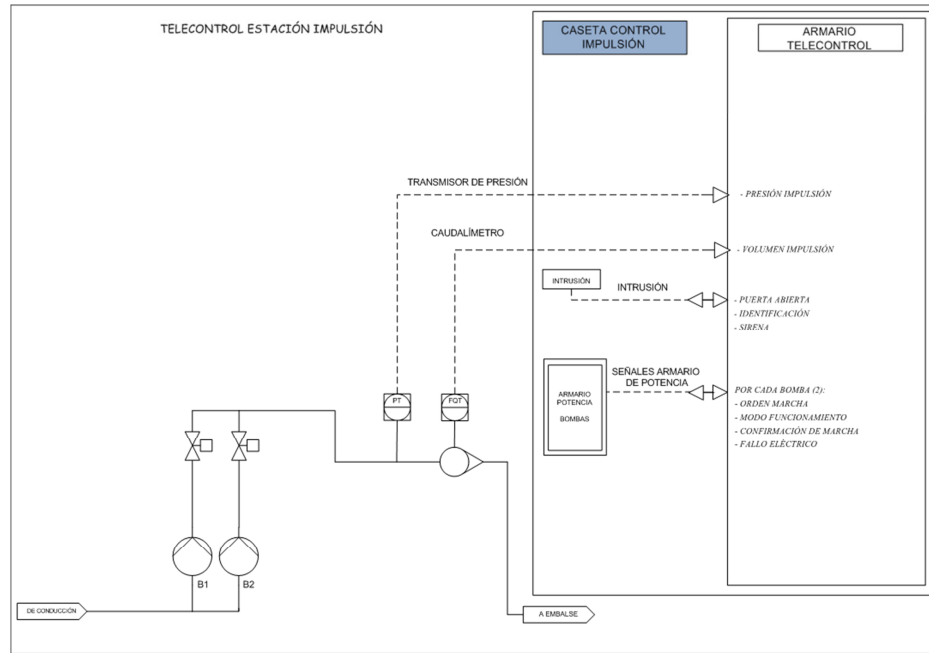 TELECONTROL ESTACIÓN IMPULSIÓN
CASETA CONTROL
IMPULSIÓN
ARMARIO
TELECONTROL
TRANSMISOR DE PRESIÓN
- PRESIÓN IMPULSIÓN
CAUDALÍMETRO
- VOLUMEN IMPULSIÓN
INTRUSIÓN
INTRUSIÓN
- PUERTA ABIERTA
- IDENTIFICACIÓN
- SIRENA
SEÑALES ARMARIO
DE POTENCIA
ARMARIO
POTENCIA
BOMBAS
POR CADA BOMBA (2):
- ORDEN MARCHA
- MODO FUNCIONAMIENTO
- CONFIRMACIÓN DE MARCHA
- FALLO ELÉCTRICO
PT
FQT
B1
B2
DE CONDUCCIÓN
A EMBALSE